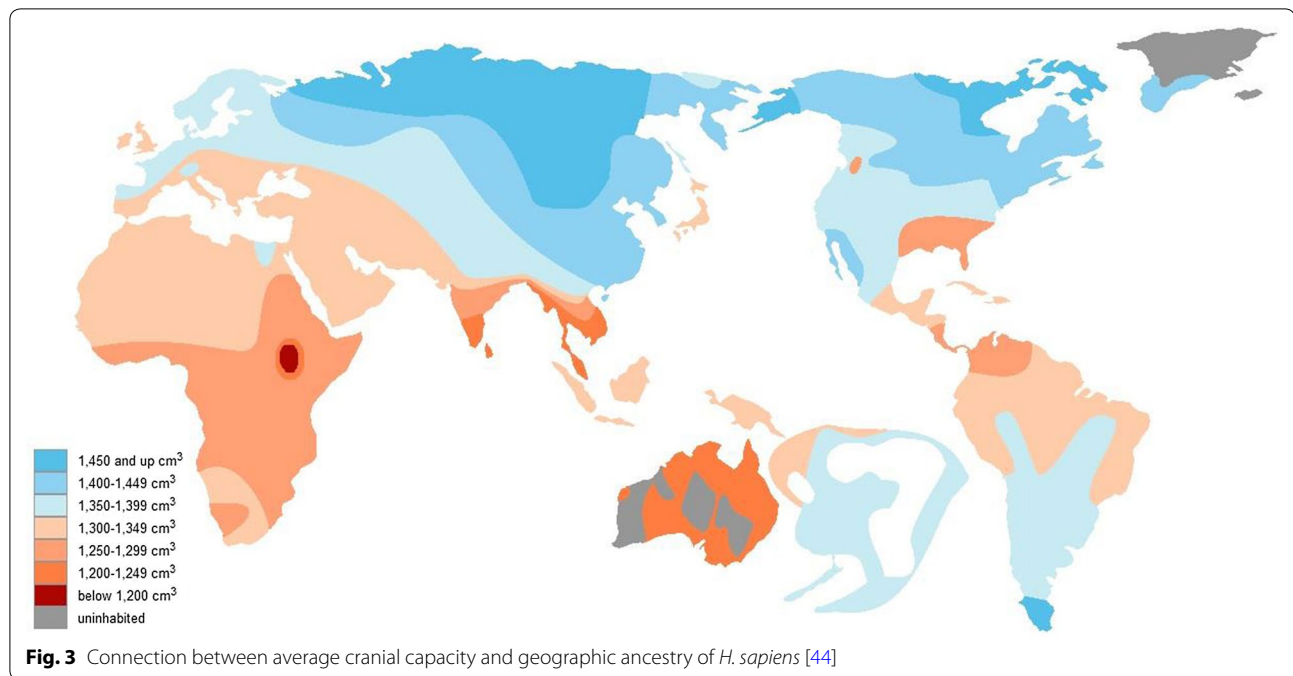 1,450 and up cm³
1,400-1,449 cm³
1,350-1,399 cm³
1,300-1,349 cm³
1,250-1,299 cm³
1,200-1,249 cm³
below 1,200 cm³
uninhabited
Fig. 3 Connection between average cranial capacity and geographic ancestry of H. sapiens [44]